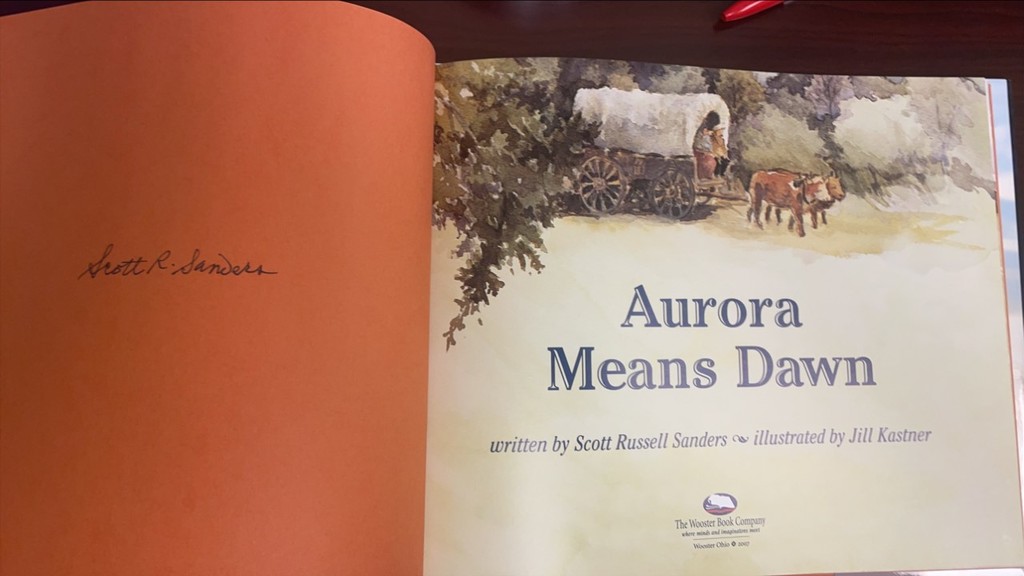 Scott R. Sanders
Aurora
Means Dawn
written by Scott Russell Sanders ~ illustrated by Jill Kastner
The Wooster Book Company
where minds and imaginations meet
Wooster Ohio ❖ 2007